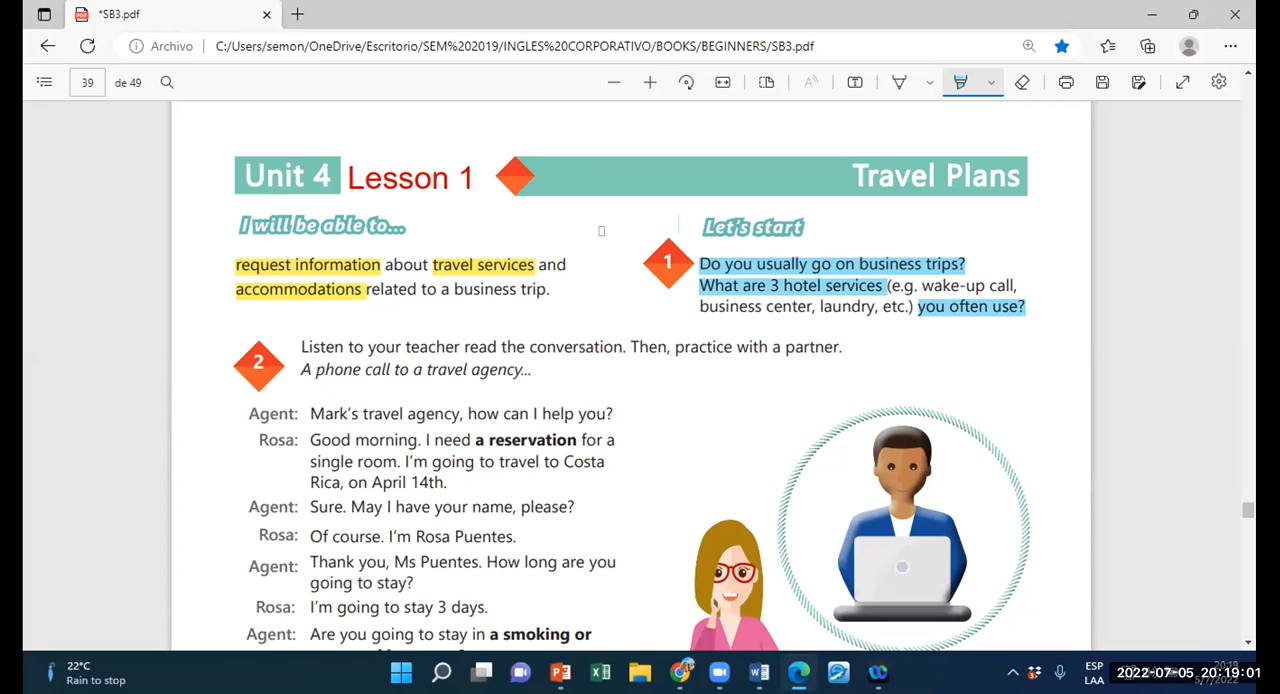 *SB3.pdf
Archivo
C:/Users/semon/OneDrive/Escritorio/SEM%202019/INGLES%20CORPORATIVO/BOOKS/BEGINNERS/SB3.pdf
39 de 49
Unit 4 Lesson 1
Travel Plans
I will be able to...
request information about travel services and
accommodations related to a business trip.
Let's start
1
Do you usually go on business trips?
What are 3 hotel services (e.g. wake-up call,
business center, laundry, etc.) you often use?
2
Listen to your teacher read the conversation. Then, practice with a partner.
A phone call to a travel agency...
Agent: Mark's travel agency, how can I help you?
Rosa: Good morning. I need a reservation for a
single room. I'm going to travel to Costa
Rica, on April 14th.
Agent: Sure. May I have your name, please?
Rosa: Of course. I'm Rosa Puentes.
Agent: Thank you, Ms Puentes. How long are you
going to stay?
Rosa: I'm going to stay 3 days.
Agent: Are you going to stay in a smoking or
22°C
Rain to stop
ESP
LAA
2022-07-05 20:19:01